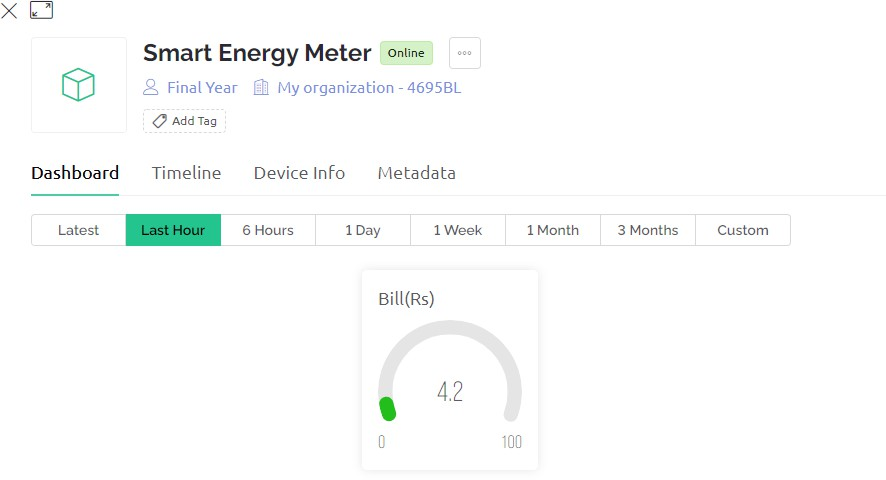 Smart Energy Meter Online
Final Year My organization - 4695BL
Add Tag
Dashboard Timeline Device Info Metadata
Latest Last Hour 6 Hours 1 Day 1 Week 1 Month 3 Months Custom
Bill(Rs)
4.2
0 100